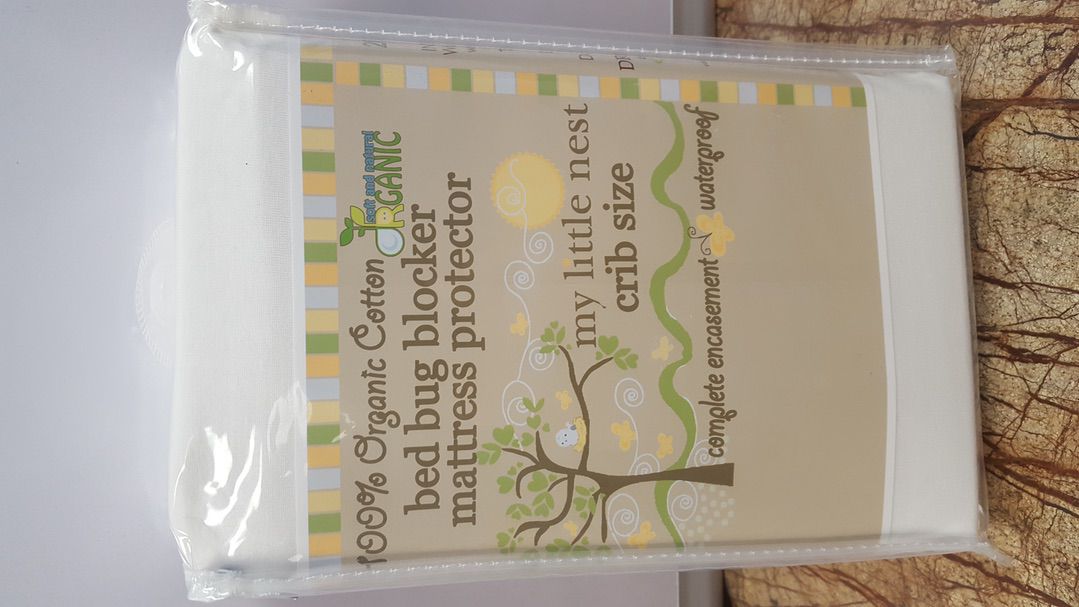 100% Organic Cotton
soft and natural
ORGANIC
bed bug blocker
mattress protector
my little nest
crib size
complete encasement
waterproof